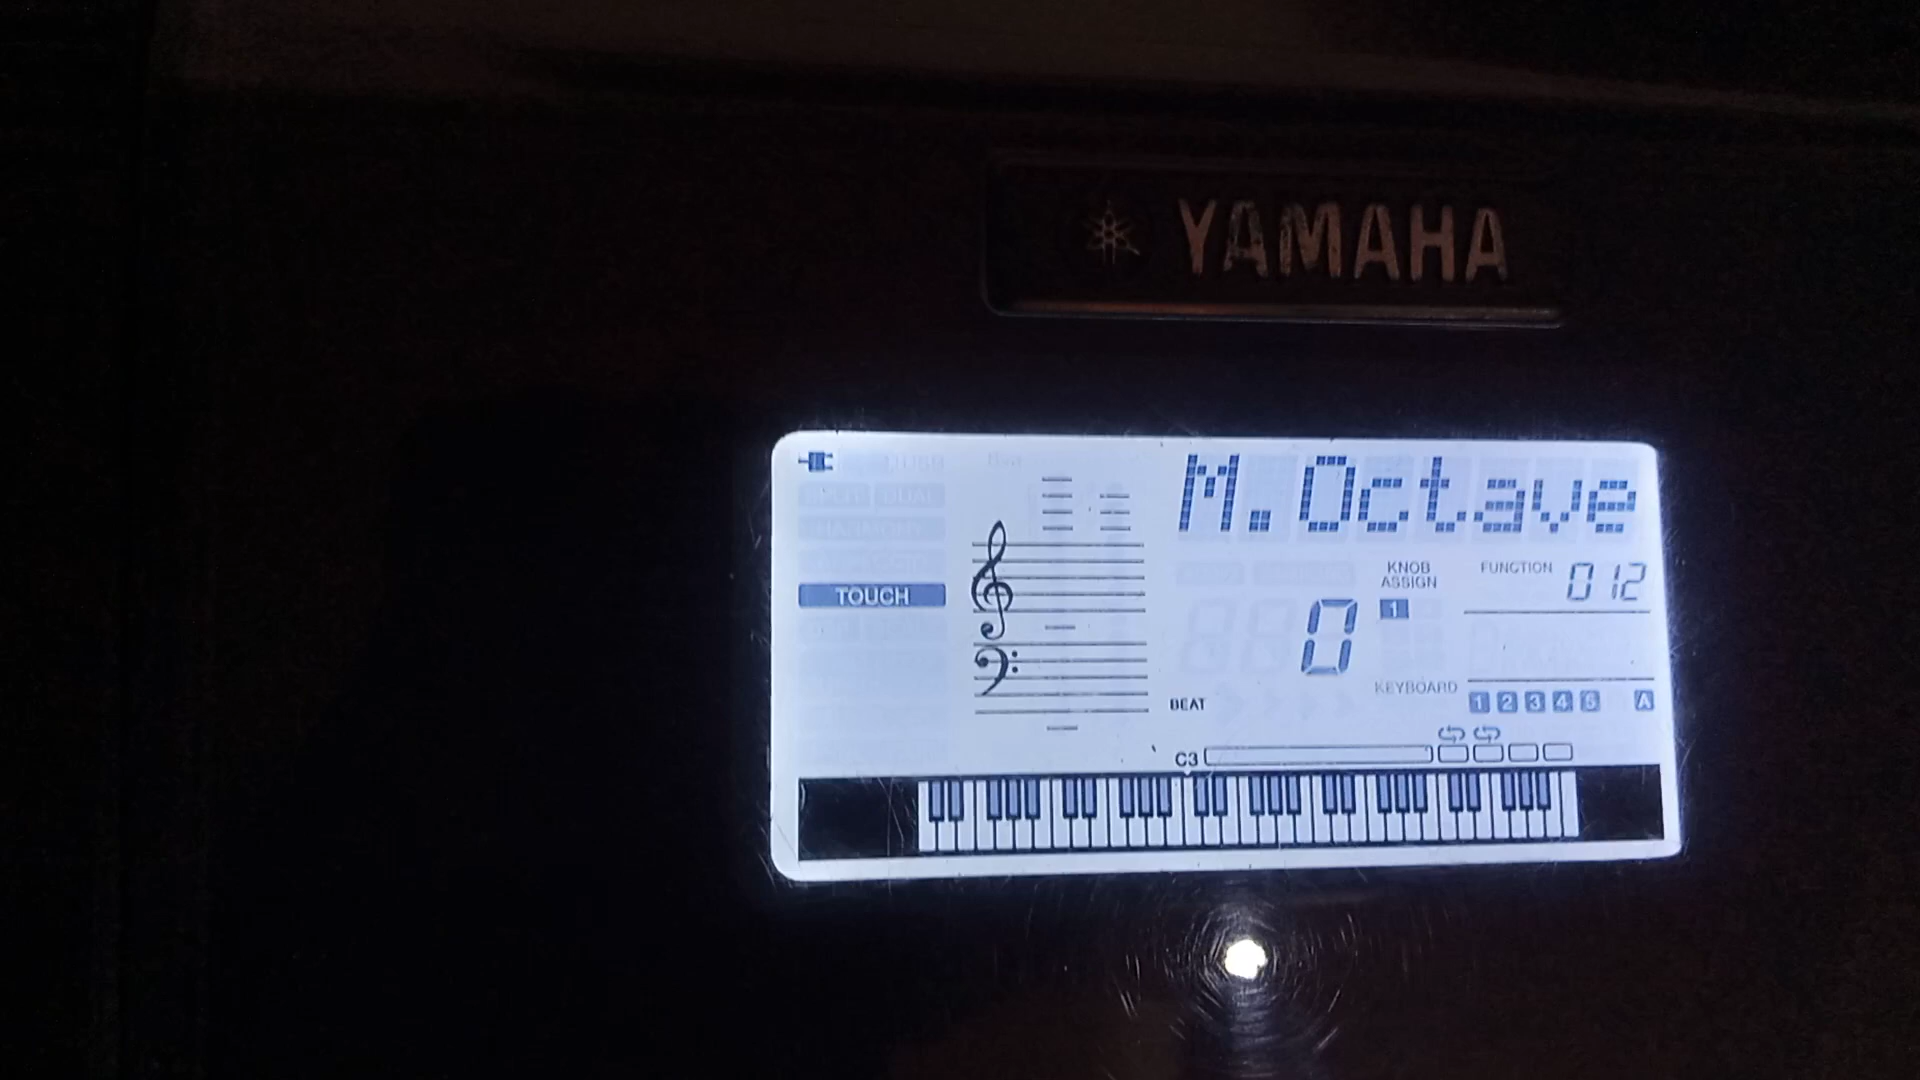 YAMAHA
M.Octave
TOUCH
KNOB
ASSIGN
1
FUNCTION 012
0
KEYBOARD
BEAT
1 2 3 4 5 A
C3